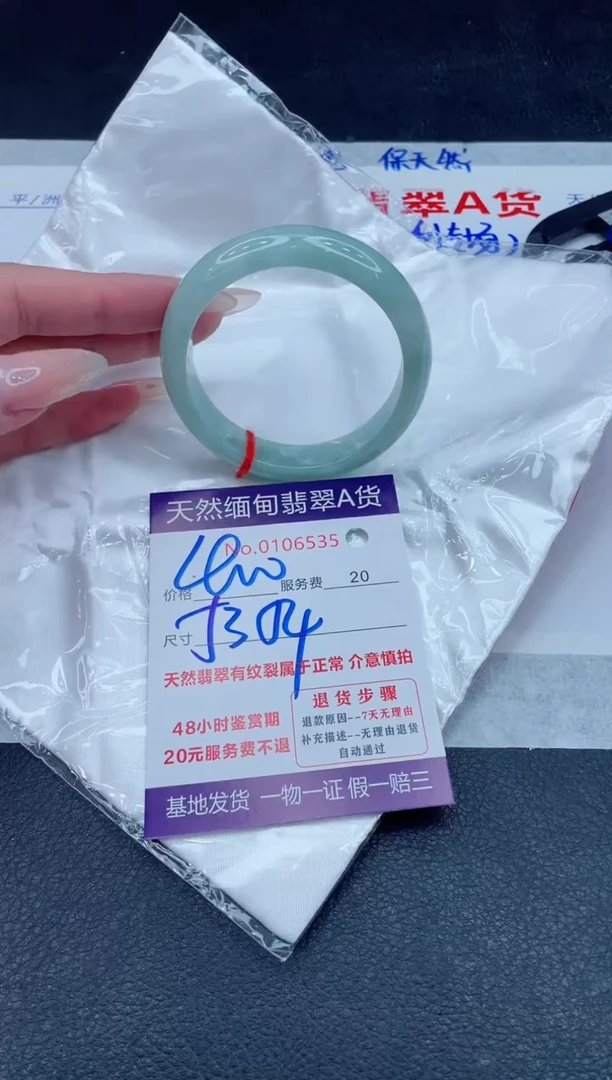 保天然
平/洲
翡翠A货
天然缅甸翡翠A货
No.0106535
价格 服务费 20
尺寸
天然翡翠有纹裂属于正常 介意慎拍
48小时鉴赏期
20元服务费不退
退货步骤
退款原因--7天无理由
补充描述--无理由退货
自动通过
基地发货 一物一证 假一赔三